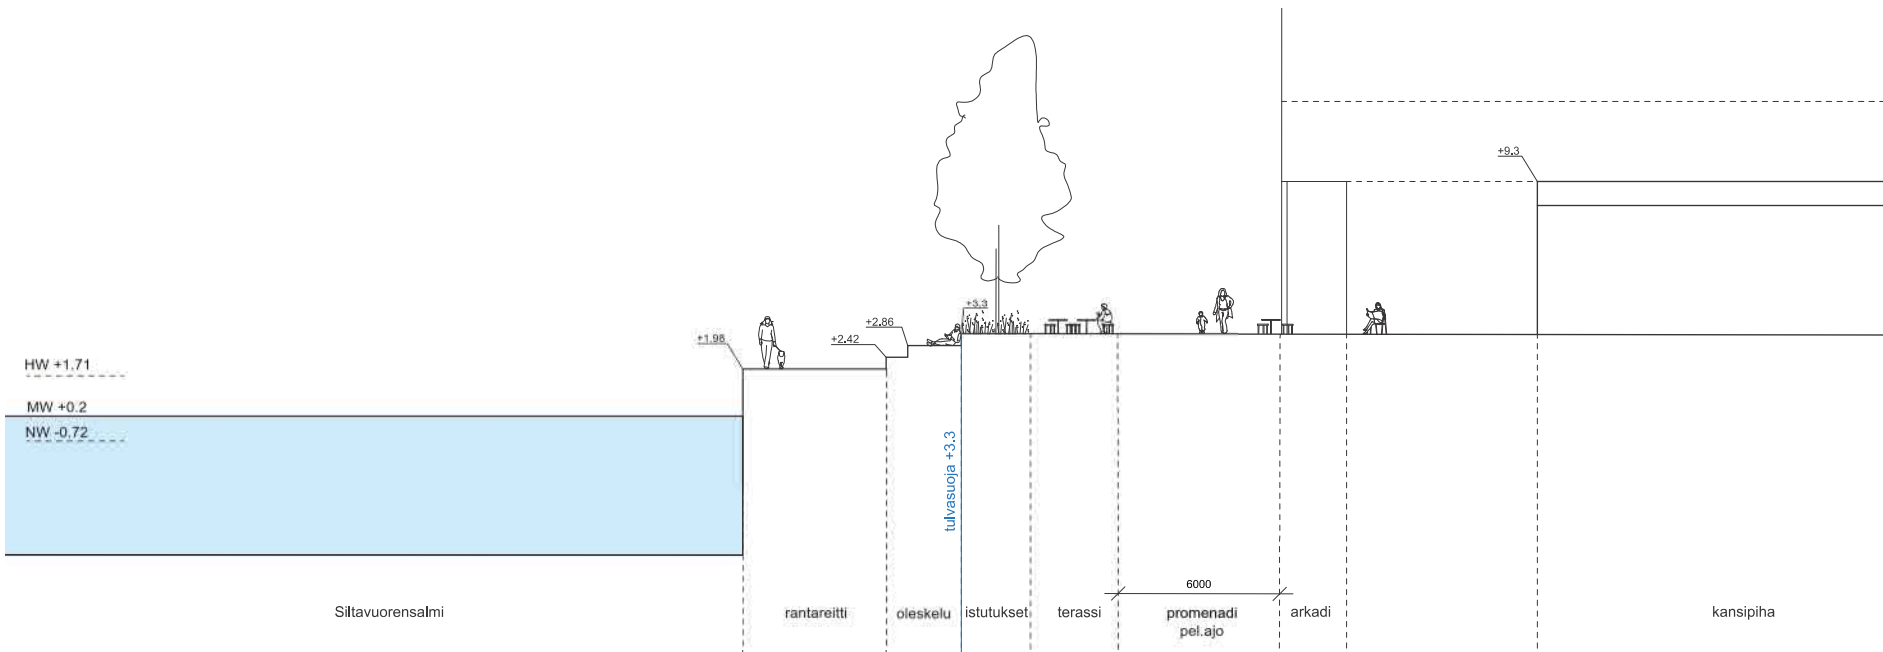 +9.3
+3.3
+2.86
+2.42
+1.98
HW +1.71
MW +0.2
NW -0.72
tulvasuoja +3.3
6000
Siltavuorensalmi
rantareitti
oleskelu
istutukset
terassi
promenadi
pel.ajo
arkadi
kansipiha